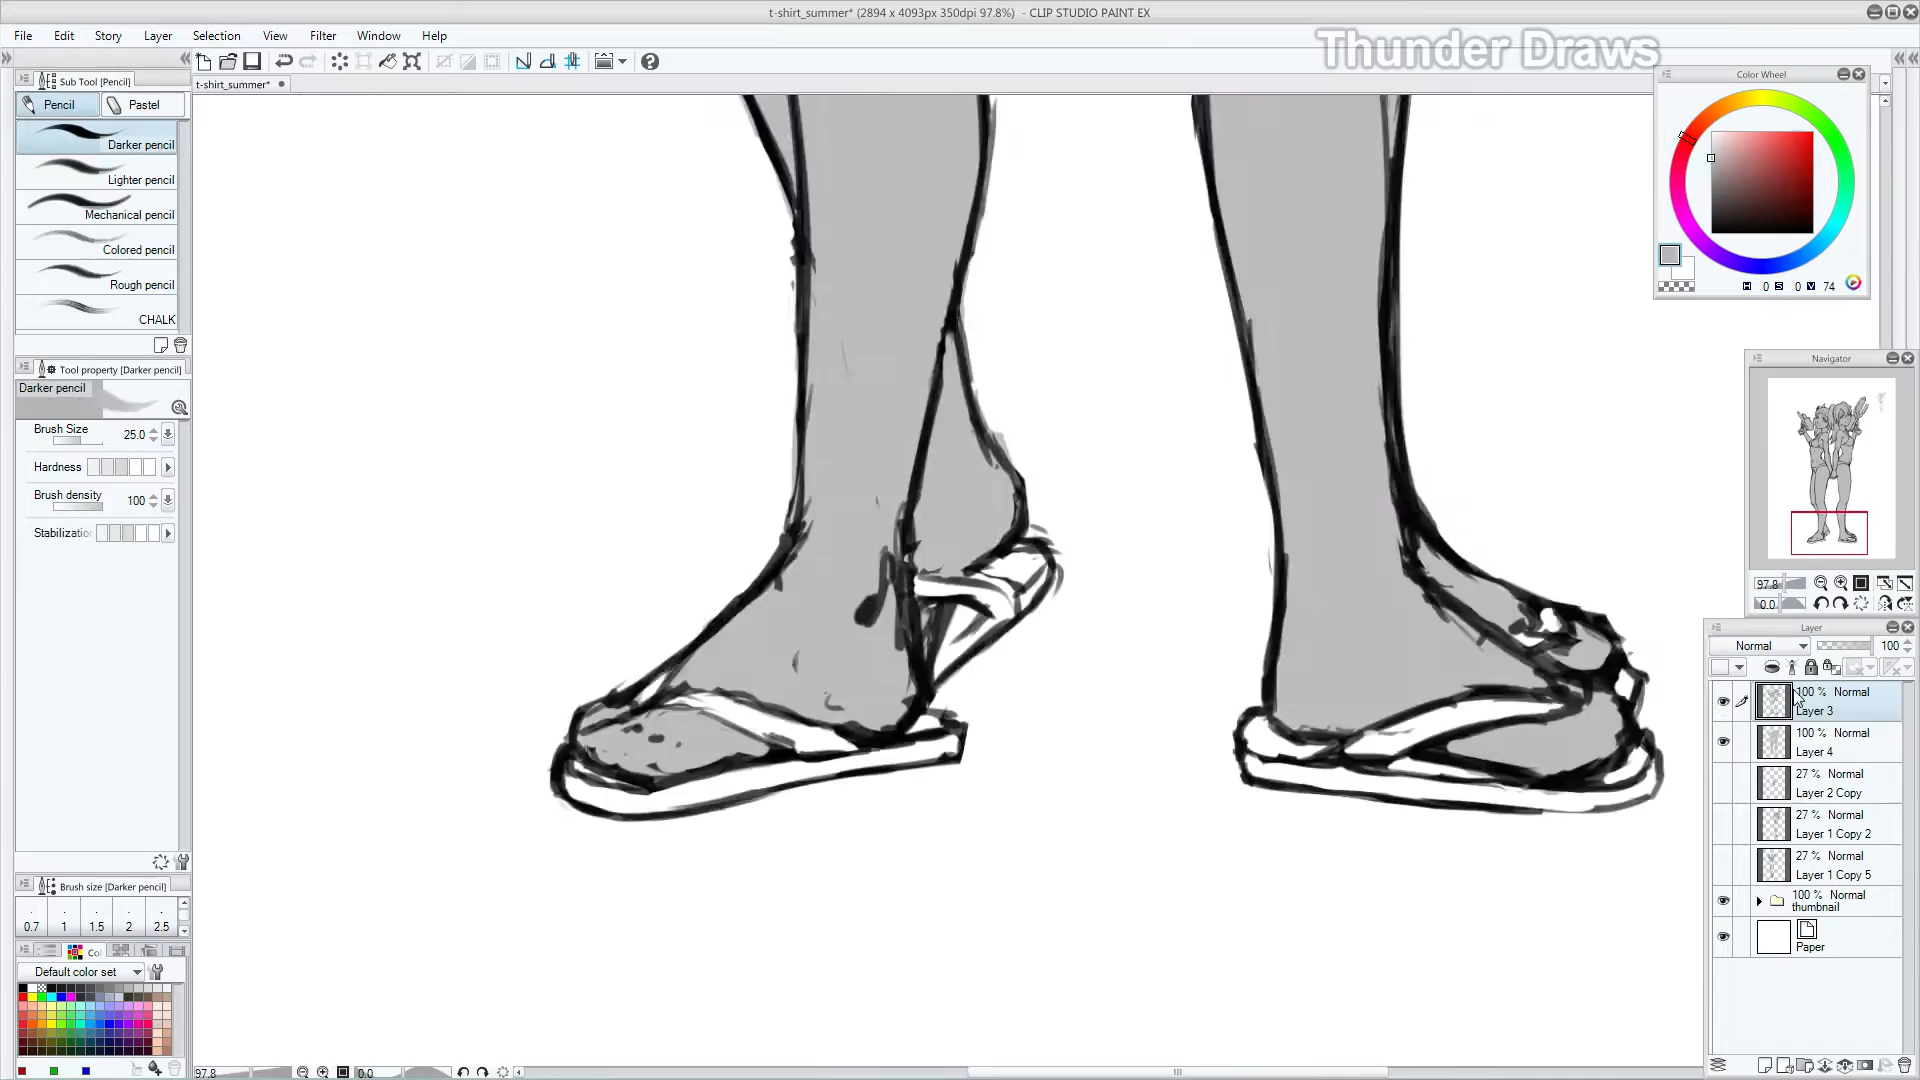 t-shirt_summer* (2894 x 4093px 350dpi 97.8%) - CLIP STUDIO PAINT EX
File Edit Story Layer Selection View Filter Window Help
Thunder Draws
Sub Tool [Pencil]
t-shirt_summer*
Color Wheel
Pencil Pastel
Darker pencil
Lighter pencil
Mechanical pencil
Colored pencil
Rough pencil
CHALK
H 0 S 0 V 74
Tool property [Darker pencil]
Darker pencil
Brush Size 25.0
Hardness
Brush density 100
Stabilization
Navigator
97.8
0.0
Layer
Normal 100
100 % Normal
Layer 3
100 % Normal
Layer 4
27 % Normal
Layer 2 Copy
27 % Normal
Layer 1 Copy 2
27 % Normal
Layer 1 Copy 5
100 % Normal
thumbnail
Paper
Brush size [Darker pencil]
0.7 1 1.5 2 2.5
Col
Default color set
97.8 0.0